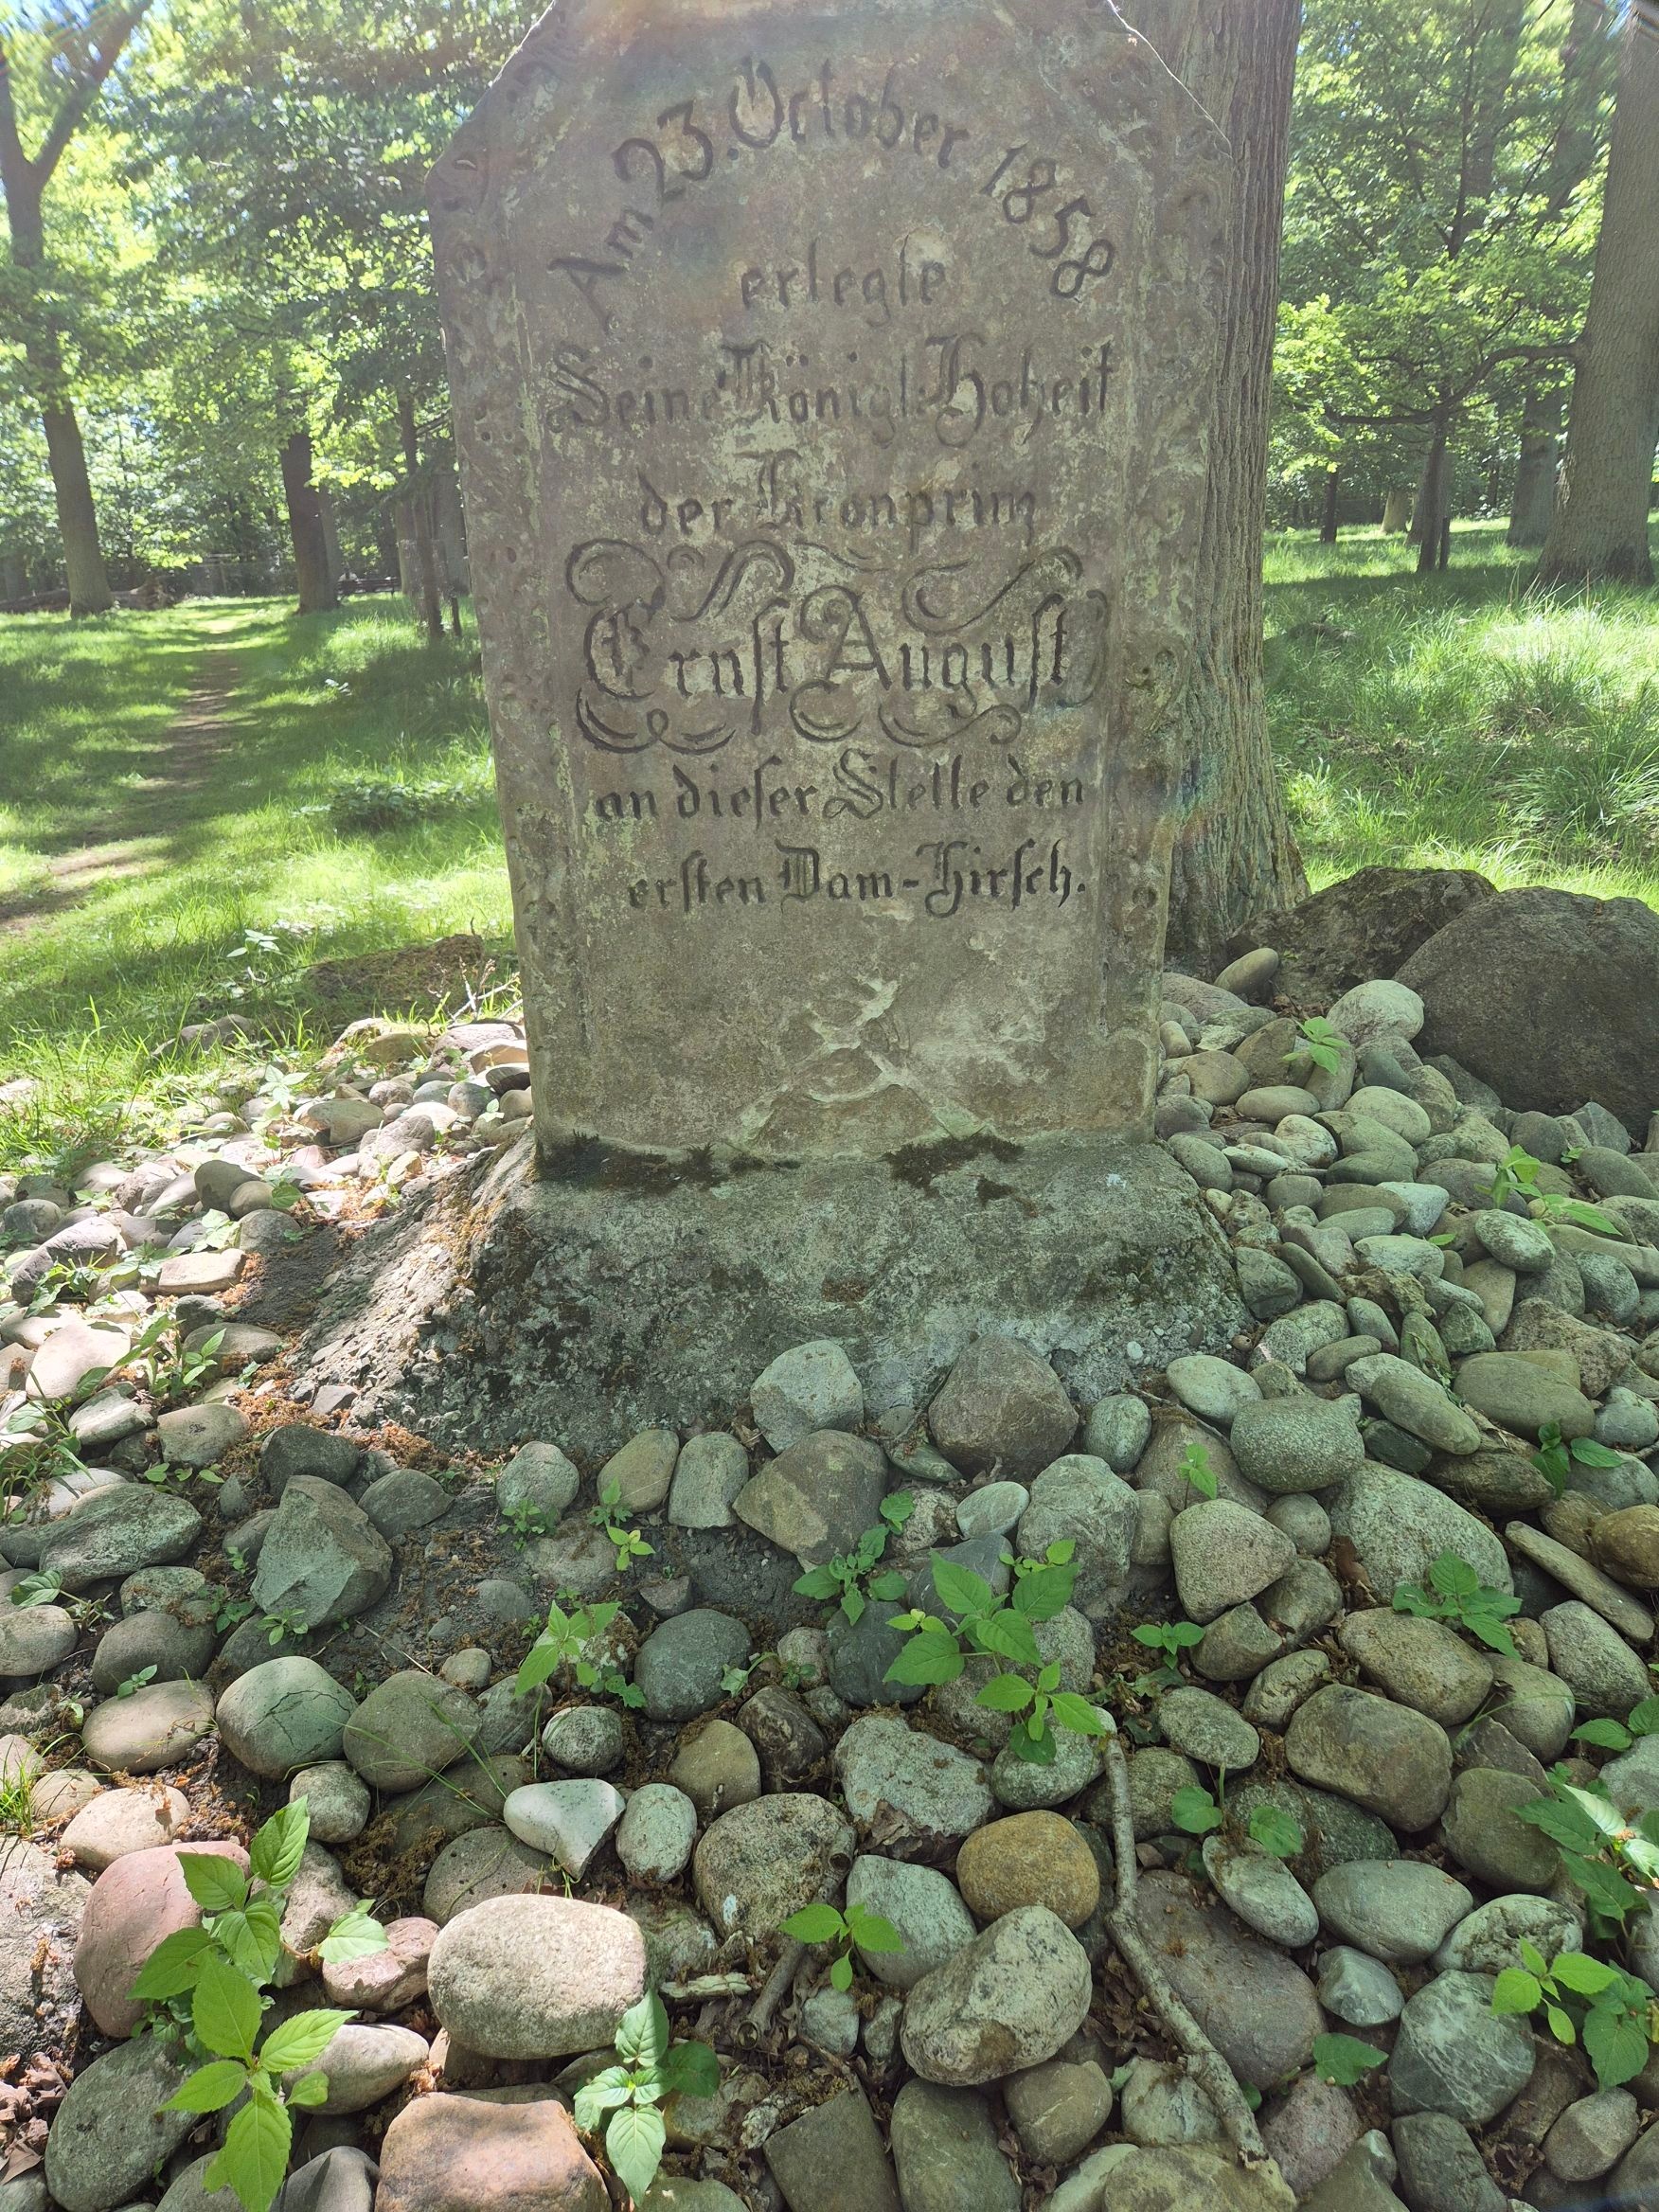 Am 23. October 1858
erlegte
Seine Königl. Hoheit
der Kronprinz
Ernst August
an dieſer Stelle den
erſten Dam-Hirſch.